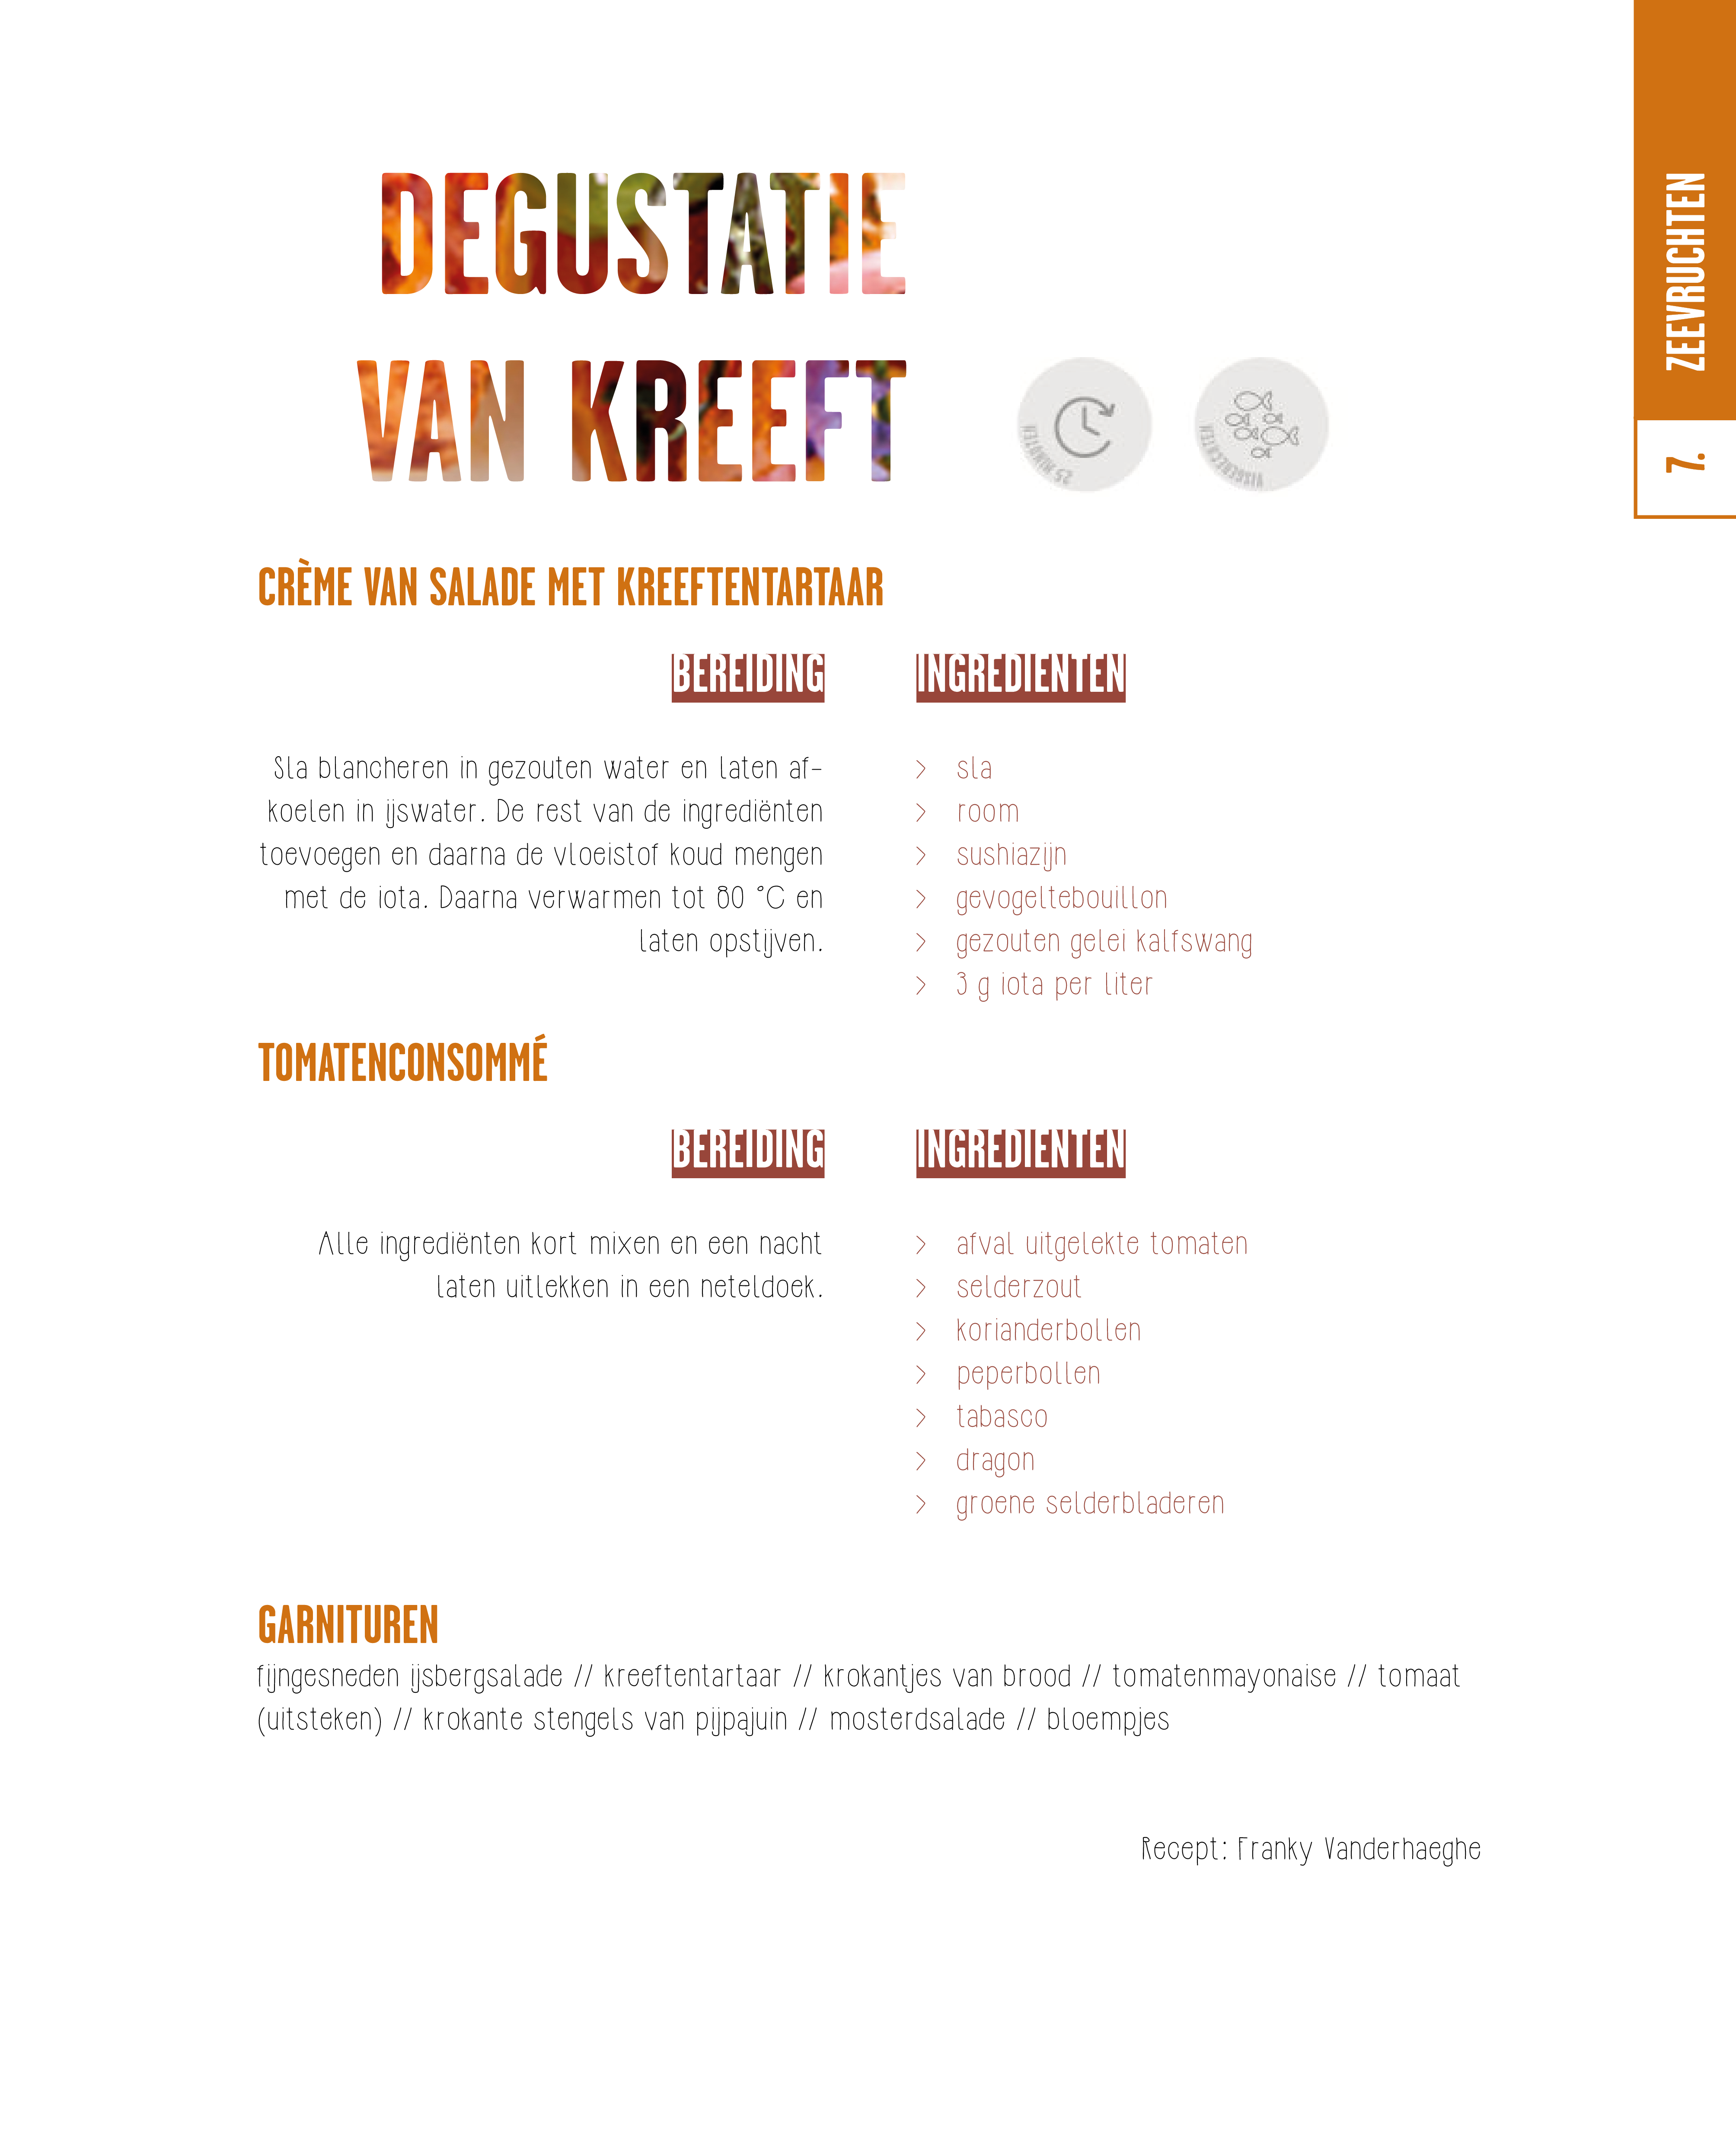 ZEEVRUCHTEN
7.
DEGUSTATIE
VAN KREEFT
25 MINUTEN
VISGERECHTEN
CRÈME VAN SALADE MET KREEFTENTARTAAR
BEREIDING
Sla blancheren in gezouten water en laten af-
koelen in ijswater. De rest van de ingrediënten
toevoegen en daarna de vloeistof koud mengen
met de iota. Daarna verwarmen tot 80 °C en
laten opstijven.
INGREDIENTEN
> sla
> room
> sushiazijn
> gevogeltebouillon
> gezouten gelei kalfswang
> 3 g iota per liter
TOMATENCONSOMMÉ
BEREIDING
Alle ingrediënten kort mixen en een nacht
laten uitlekken in een neteldoek.
INGREDIENTEN
> afval uitgelekte tomaten
> selderzout
> korianderbollen
> peperbollen
> tabasco
> dragon
> groene selderbladeren
GARNITUREN
fijngesneden ijsbergsalade // kreeftentartaar // krokantjes van brood // tomatenmayonaise // tomaat
(uitsteken) // krokante stengels van pijpajuin // mosterdsalade // bloempjes
Recept: Franky Vanderhaeghe